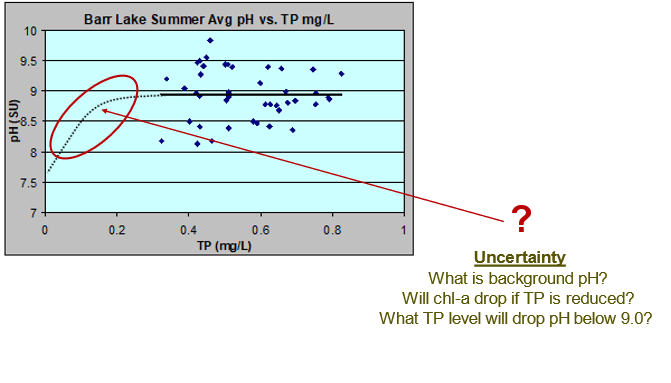 Barr Lake Summer Avg pH vs. TP mg/L
10
9.5
9
8.5
8
7.5
7
pH (SU)
0
0.2
0.4
0.6
0.8
1
TP (mg/L)
?
Uncertainty
What is background pH?
Will chl-a drop if TP is reduced?
What TP level will drop pH below 9.0?